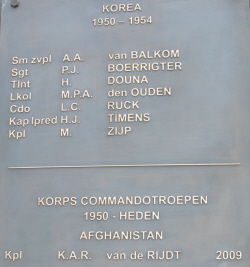 KOREA
1950 – 1954
Sm zvpl A.A. van BALKOM
Sgt P.J. BOERRIGTER
Tlnt H. DOUNA
Lkol M.P.A. den OUDEN
Cdo L.C. RUCK
Kap lpred H.J. TIMENS
Kpl M. ZIJP
KORPS COMMANDOTROEPEN
1950 - HEDEN
AFGHANISTAN
Kpl K.A.R. van de RIJDT 2009